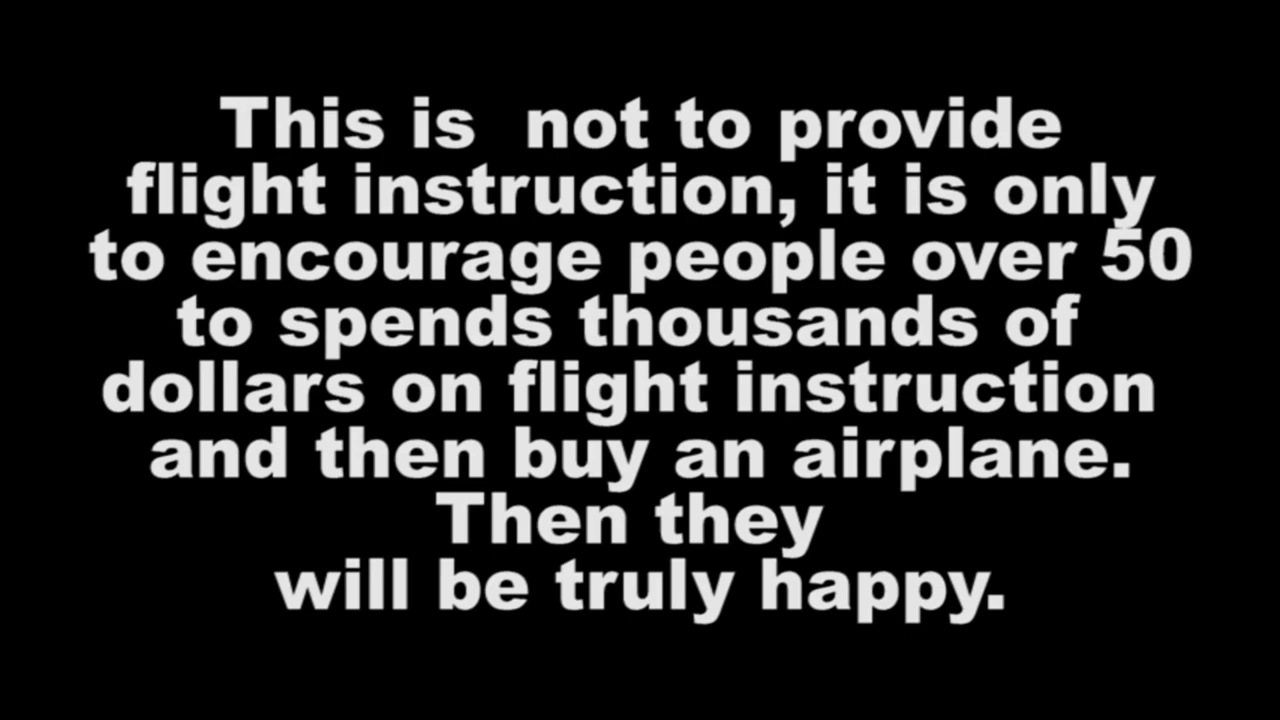 This is  not to provide
flight instruction, it is only
to encourage people over 50
to spends thousands of
dollars on flight instruction
and then buy an airplane.
Then they
will be truly happy.